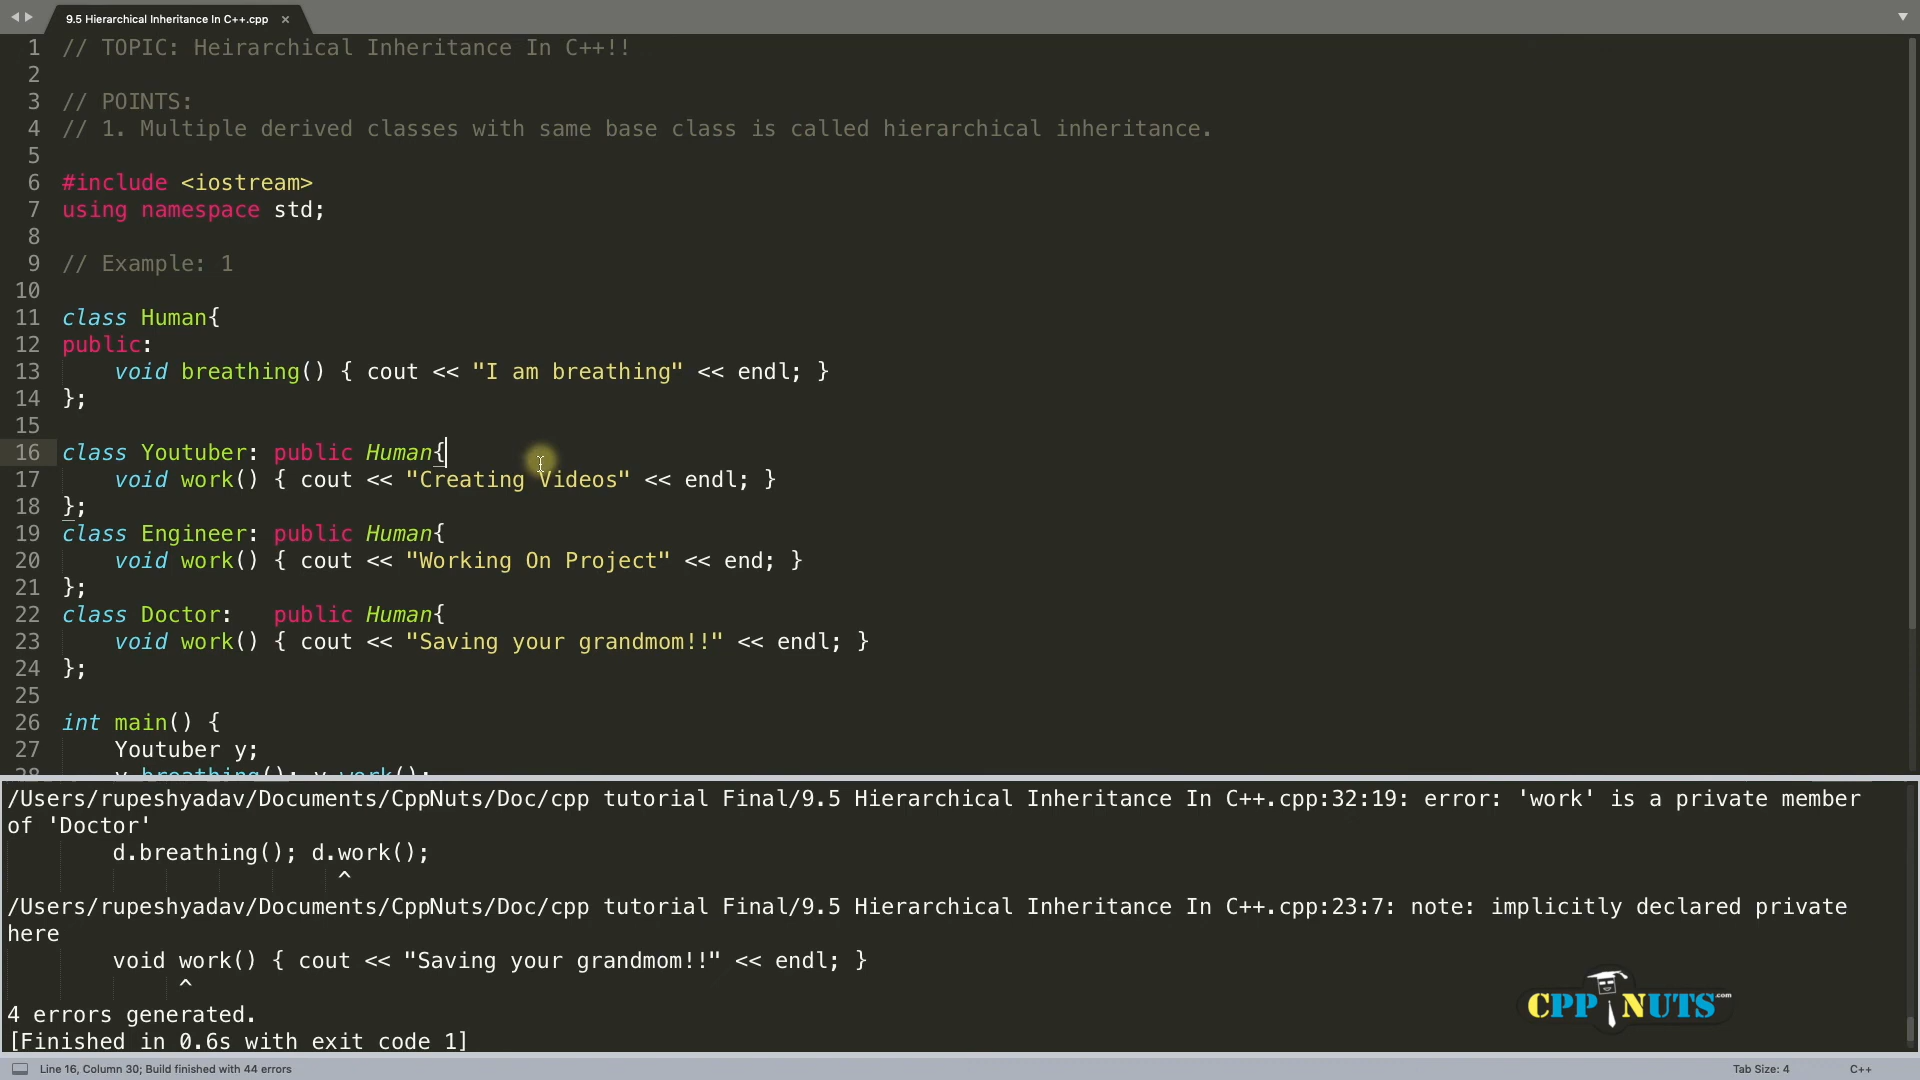 9.5 Hierarchical Inheritance In C++.cpp ×
1 // TOPIC: Heirarchical Inheritance In C++!!
2
3 // POINTS:
4 // 1. Multiple derived classes with same base class is called hierarchical inheritance.
5
6 #include <iostream>
7 using namespace std;
8
9 // Example: 1
10
11 class Human{
12 public:
13 void breathing() { cout << "I am breathing" << endl; }
14 };
15
16 class Youtuber: public Human{
17 void work() { cout << "Creating Videos" << endl; }
18 };
19 class Engineer: public Human{
20 void work() { cout << "Working On Project" << end; }
21 };
22 class Doctor:   public Human{
23 void work() { cout << "Saving your grandmom!!" << endl; }
24 };
25
26 int main() {
27 Youtuber y;
28 y.breathing(); y.work();
/Users/rupeshyadav/Documents/CppNuts/Doc/cpp tutorial Final/9.5 Hierarchical Inheritance In C++.cpp:32:19: error: 'work' is a private member
of 'Doctor'
d.breathing(); d.work();
^
/Users/rupeshyadav/Documents/CppNuts/Doc/cpp tutorial Final/9.5 Hierarchical Inheritance In C++.cpp:23:7: note: implicitly declared private
here
void work() { cout << "Saving your grandmom!!" << endl; }
^
4 errors generated.
[Finished in 0.6s with exit code 1]
CPP NUTS.com
Line 16, Column 30; Build finished with 44 errors
Tab Size: 4
C++